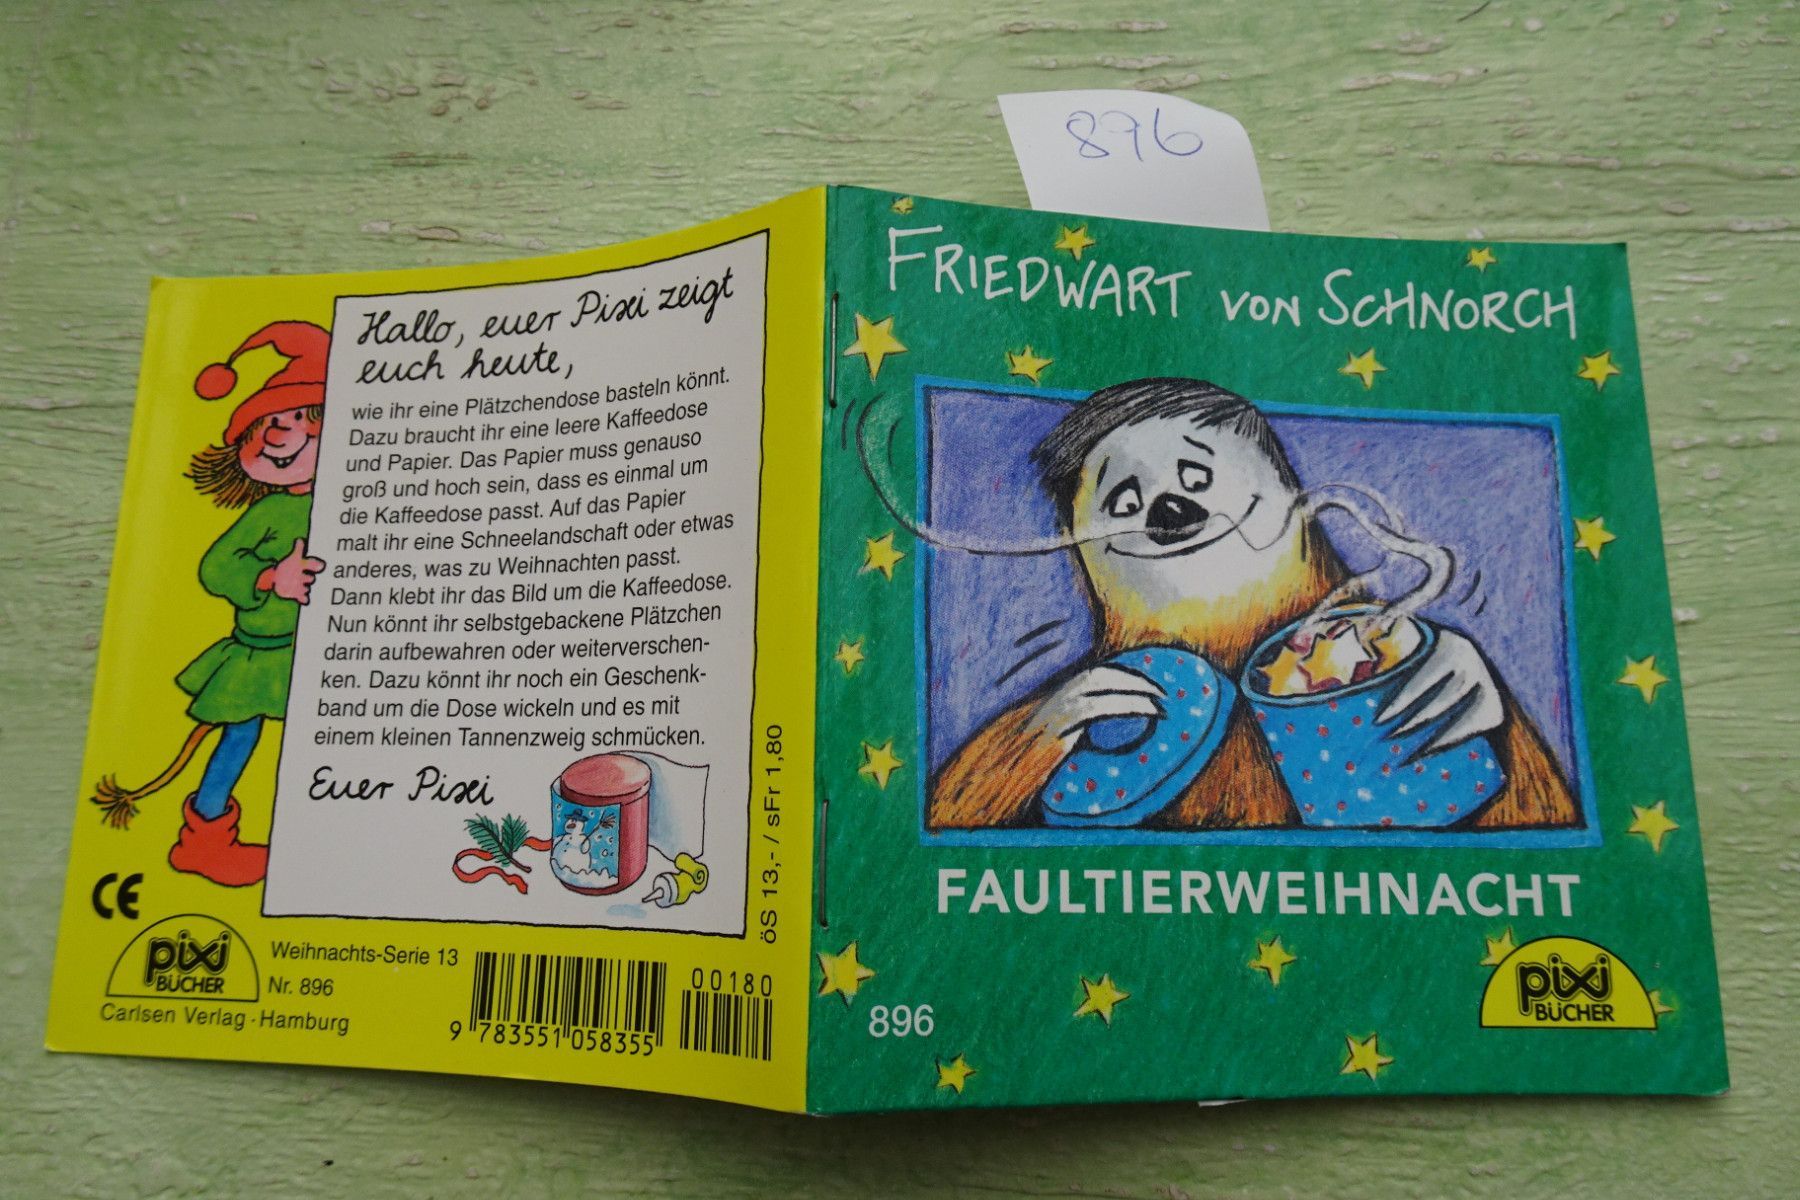 896
Hallo, euer Pixi zeigt
euch heute,
wie ihr eine Plätzchendose basteln könnt.
Dazu braucht ihr eine leere Kaffeedose
und Papier. Das Papier muss genauso
groß und hoch sein, dass es einmal um
die Kaffeedose passt. Auf das Papier
malt ihr eine Schneelandschaft oder etwas
anderes, was zu Weihnachten passt.
Dann klebt ihr das Bild um die Kaffeedose.
Nun könnt ihr selbstgebackene Plätzchen
darin aufbewahren oder weiterverschen-
ken. Dazu könnt ihr noch ein Geschenk-
band um die Dose wickeln und es mit
einem kleinen Tannenzweig schmücken.
Euer Pixi
öS 13,- / sFr 1,80
CE
pixi
BÜCHER
Weihnachts-Serie 13
Nr. 896
Carlsen Verlag · Hamburg
00180
9 783551 058355
FRIEDWART VON SCHNORCH
FAULTIERWEIHNACHT
896
pixi
BÜCHER